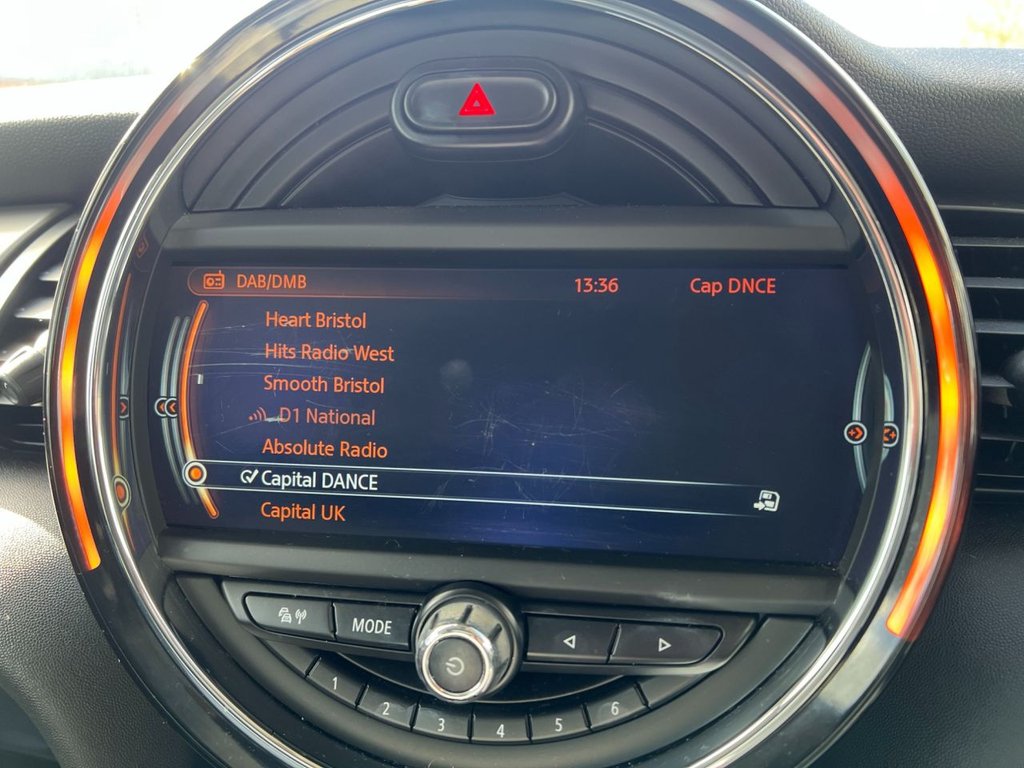 DAB/DMB 13:36 Cap DNCE
Heart Bristol
Hits Radio West
Smooth Bristol
D1 National
Absolute Radio
Capital DANCE
Capital UK
MODE
1 2 3 4 5 6